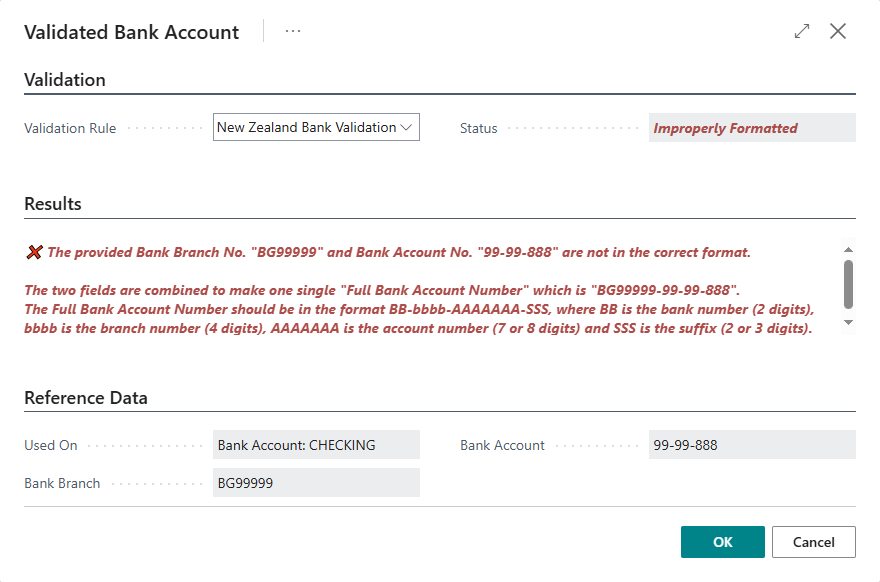 Validated Bank Account ...
Validation
Validation Rule New Zealand Bank Validation Status Improperly Formatted
Results
The provided Bank Branch No. "BG99999" and Bank Account No. "99-99-888" are not in the correct format.
The two fields are combined to make one single "Full Bank Account Number" which is "BG99999-99-99-888".
The Full Bank Account Number should be in the format BB-bbbb-AAAAAAA-SSS, where BB is the bank number (2 digits),
bbbb is the branch number (4 digits), AAAAAAA is the account number (7 or 8 digits) and SSS is the suffix (2 or 3 digits).
Reference Data
Used On Bank Account: CHECKING Bank Account 99-99-888
Bank Branch BG99999
OK Cancel